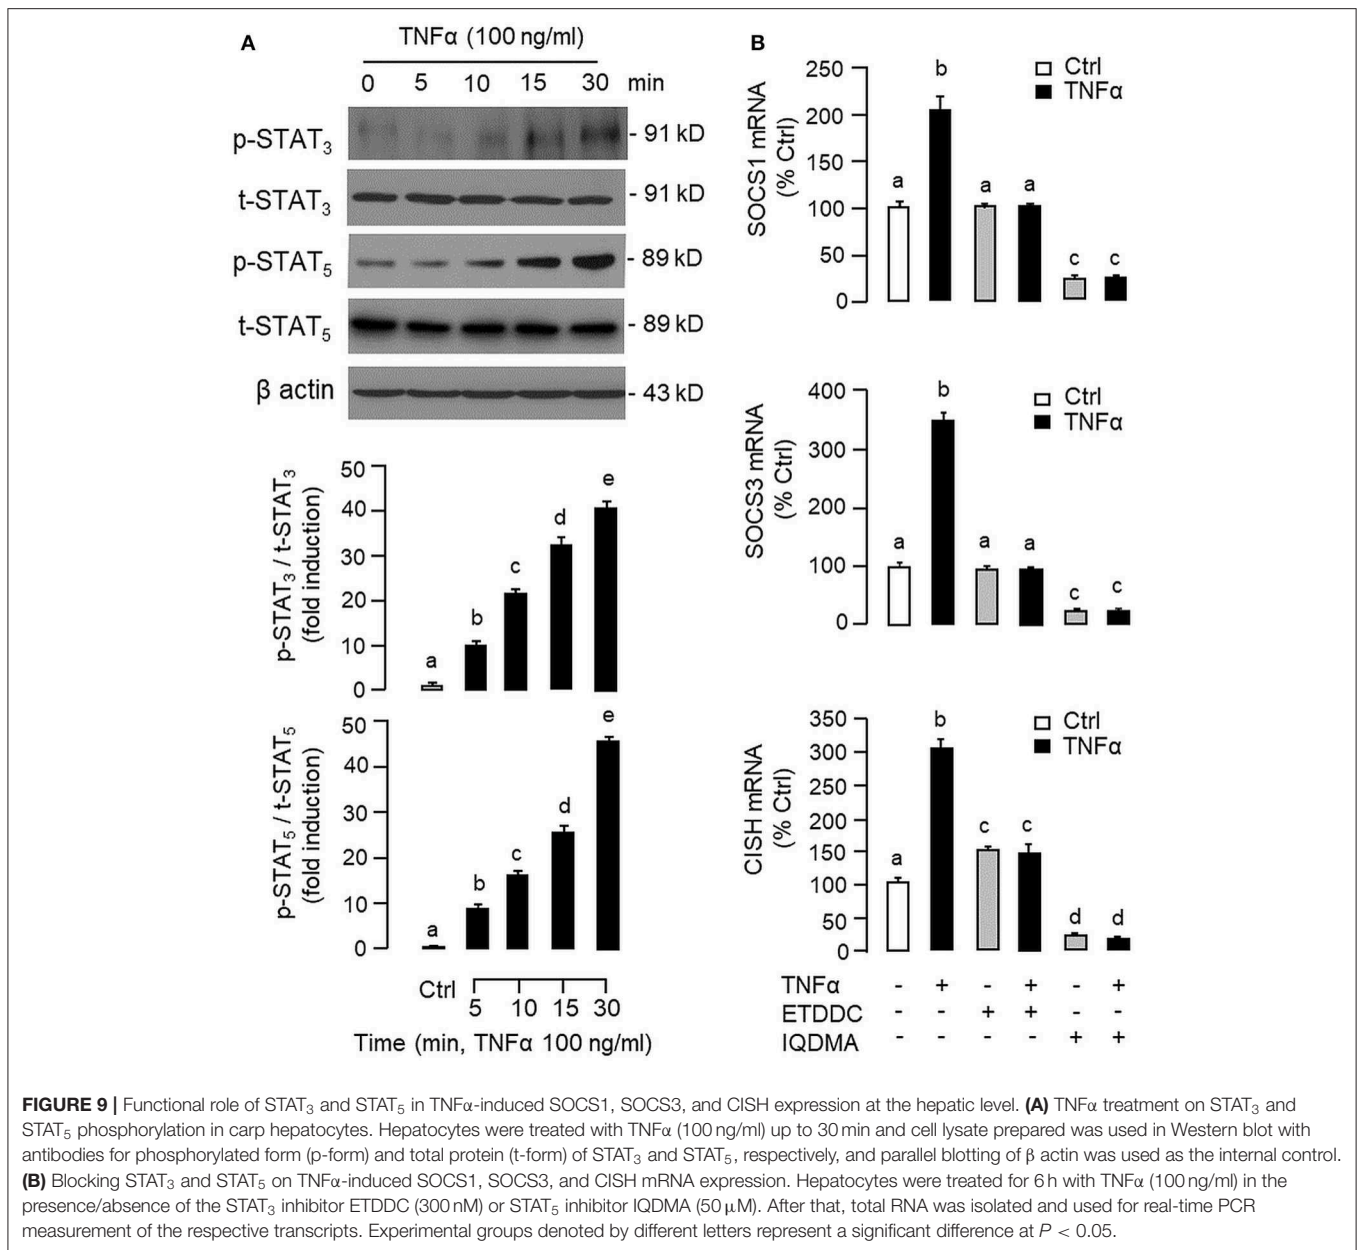 A
TNFα (100 ng/ml)
0 5 10 15 30 min
p-STAT3 - 91 kD
t-STAT3 - 91 kD
p-STAT5 - 89 kD
t-STAT5 - 89 kD
β actin - 43 kD
p-STAT3 / t-STAT3
(fold induction)
50
40
30
20
10
0
a b c d e
p-STAT5 / t-STAT5
(fold induction)
50
40
30
20
10
0
a b c d e
Ctrl
5 10 15 30
Time (min, TNFα 100 ng/ml)
B
SOCS1 mRNA
(% Ctrl)
250
200
150
100
50
0
a b a a c c
Ctrl
TNFα
SOCS3 mRNA
(% Ctrl)
400
300
200
100
0
a b a a c c
Ctrl
TNFα
CISH mRNA
(% Ctrl)
350
300
250
200
150
100
50
0
a b c c d d
Ctrl
TNFα
TNFα - + - + - +
ETDDC - - + + - -
IQDMA - - - - + +
FIGURE 9 | Functional role of STAT3 and STAT5 in TNFα-induced SOCS1, SOCS3, and CISH expression at the hepatic level. (A) TNFα treatment on STAT3 and
STAT5 phosphorylation in carp hepatocytes. Hepatocytes were treated with TNFα (100 ng/ml) up to 30 min and cell lysate prepared was used in Western blot with
antibodies for phosphorylated form (p-form) and total protein (t-form) of STAT3 and STAT5, respectively, and parallel blotting of β actin was used as the internal control.
(B) Blocking STAT3 and STAT5 on TNFα-induced SOCS1, SOCS3, and CISH mRNA expression. Hepatocytes were treated for 6 h with TNFα (100 ng/ml) in the
presence/absence of the STAT3 inhibitor ETDDC (300 nM) or STAT5 inhibitor IQDMA (50 μM). After that, total RNA was isolated and used for real-time PCR
measurement of the respective transcripts. Experimental groups denoted by different letters represent a significant difference at P < 0.05.